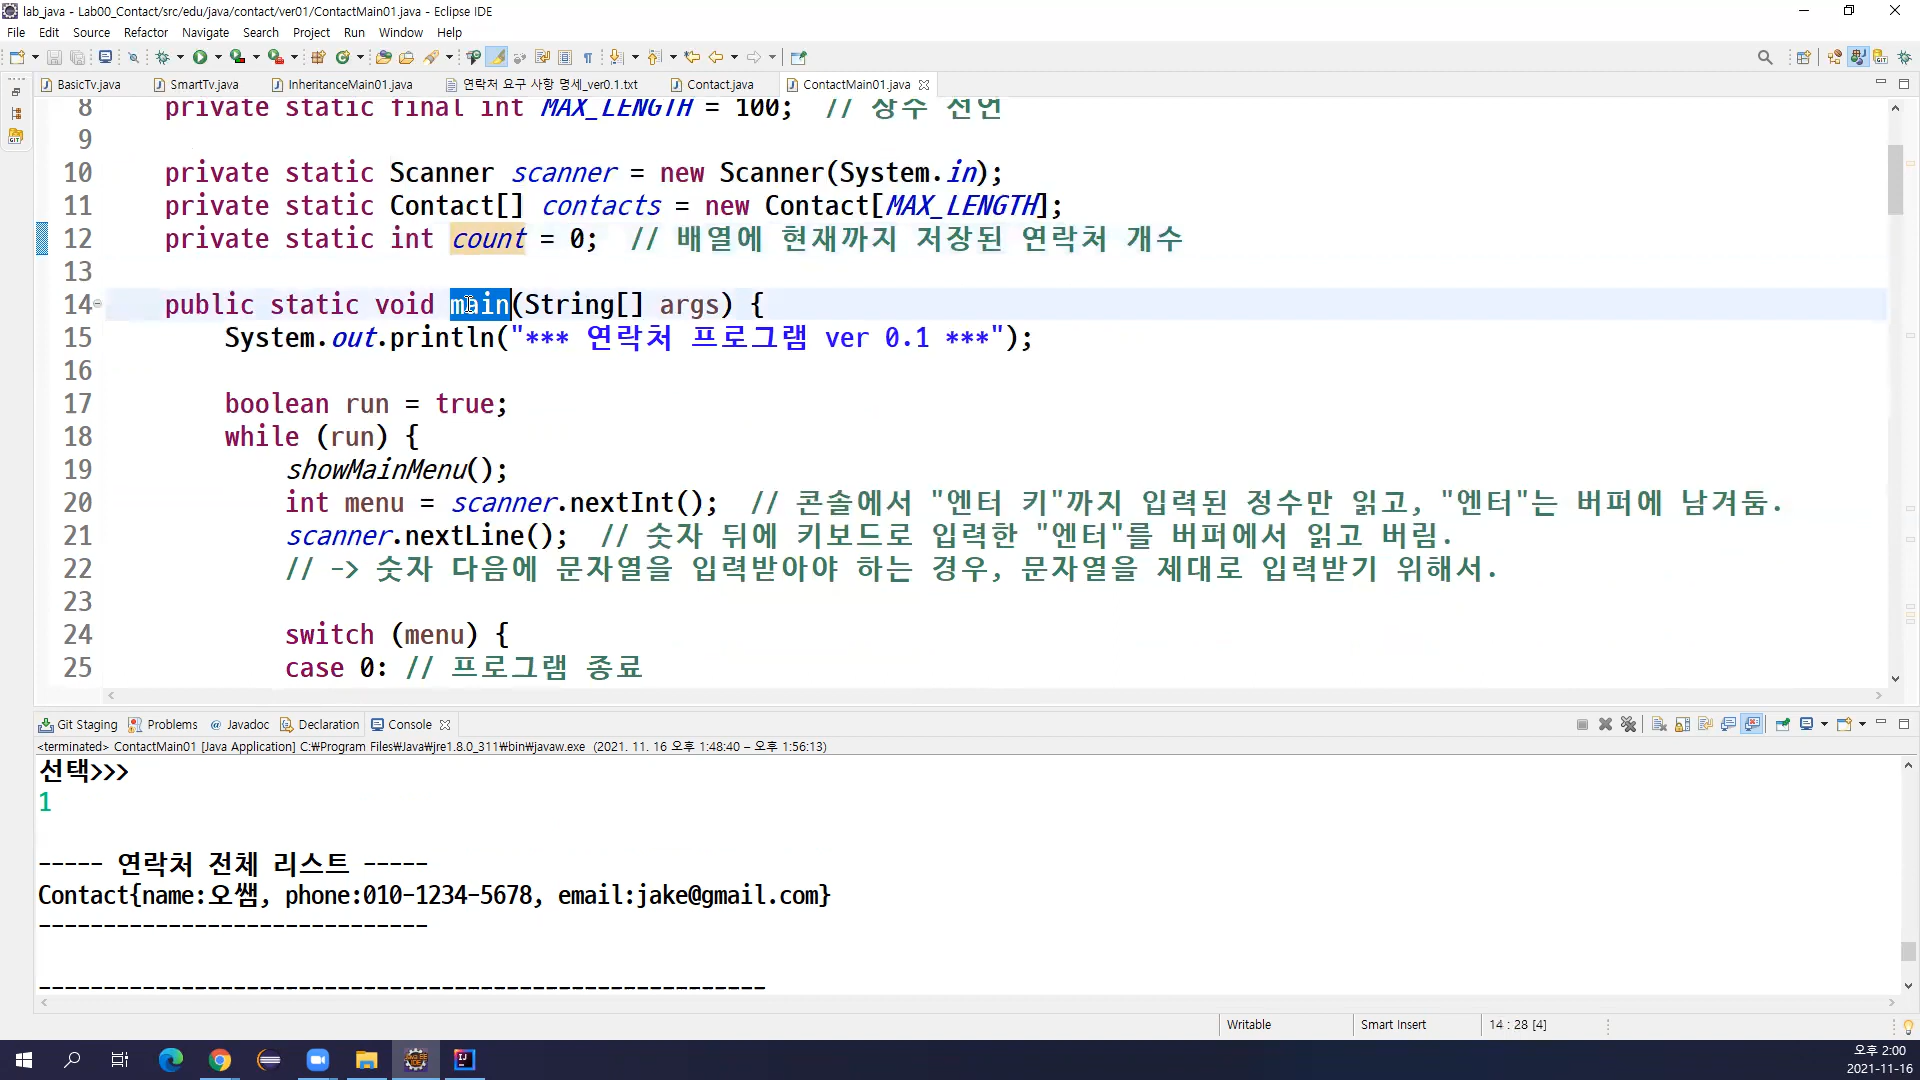 lab_java - Lab00_Contact/src/edu/java/contact/ver01/ContactMain01.java - Eclipse IDE
File Edit Source Refactor Navigate Search Project Run Window Help
BasicTv.java SmartTv.java InheritanceMain01.java 연락처 요구 사항 명세_ver0.1.txt Contact.java ContactMain01.java
8 private static final int MAX_LENGTH = 100; // 상수 선언
9
10 private static Scanner scanner = new Scanner(System.in);
11 private static Contact[] contacts = new Contact[MAX_LENGTH];
12 private static int count = 0; // 배열에 현재까지 저장된 연락처 개수
13
14 public static void main(String[] args) {
15 System.out.println("*** 연락처 프로그램 ver 0.1 ***");
16
17 boolean run = true;
18 while (run) {
19 showMainMenu();
20 int menu = scanner.nextInt(); // 콘솔에서 "엔터 키"까지 입력된 정수만 읽고, "엔터"는 버퍼에 남겨둠.
21 scanner.nextLine(); // 숫자 뒤에 키보드로 입력한 "엔터"를 버퍼에서 읽고 버림.
22 // -> 숫자 다음에 문자열을 입력받아야 하는 경우, 문자열을 제대로 입력받기 위해서.
23
24 switch (menu) {
25 case 0: // 프로그램 종료
Git Staging Problems @ Javadoc Declaration Console
<terminated> ContactMain01 [Java Application] C:₩Program Files₩Java₩jre1.8.0_311₩bin₩javaw.exe (2021. 11. 16 오후 1:48:40 – 오후 1:56:13)
선택>>>
1
----- 연락처 전체 리스트 -----
Contact{name:오쌤, phone:010-1234-5678, email:jake@gmail.com}
------------------------------
--------------------------------------------------------
Writable Smart Insert 14 : 28 [4]
오후 2:00
2021-11-16